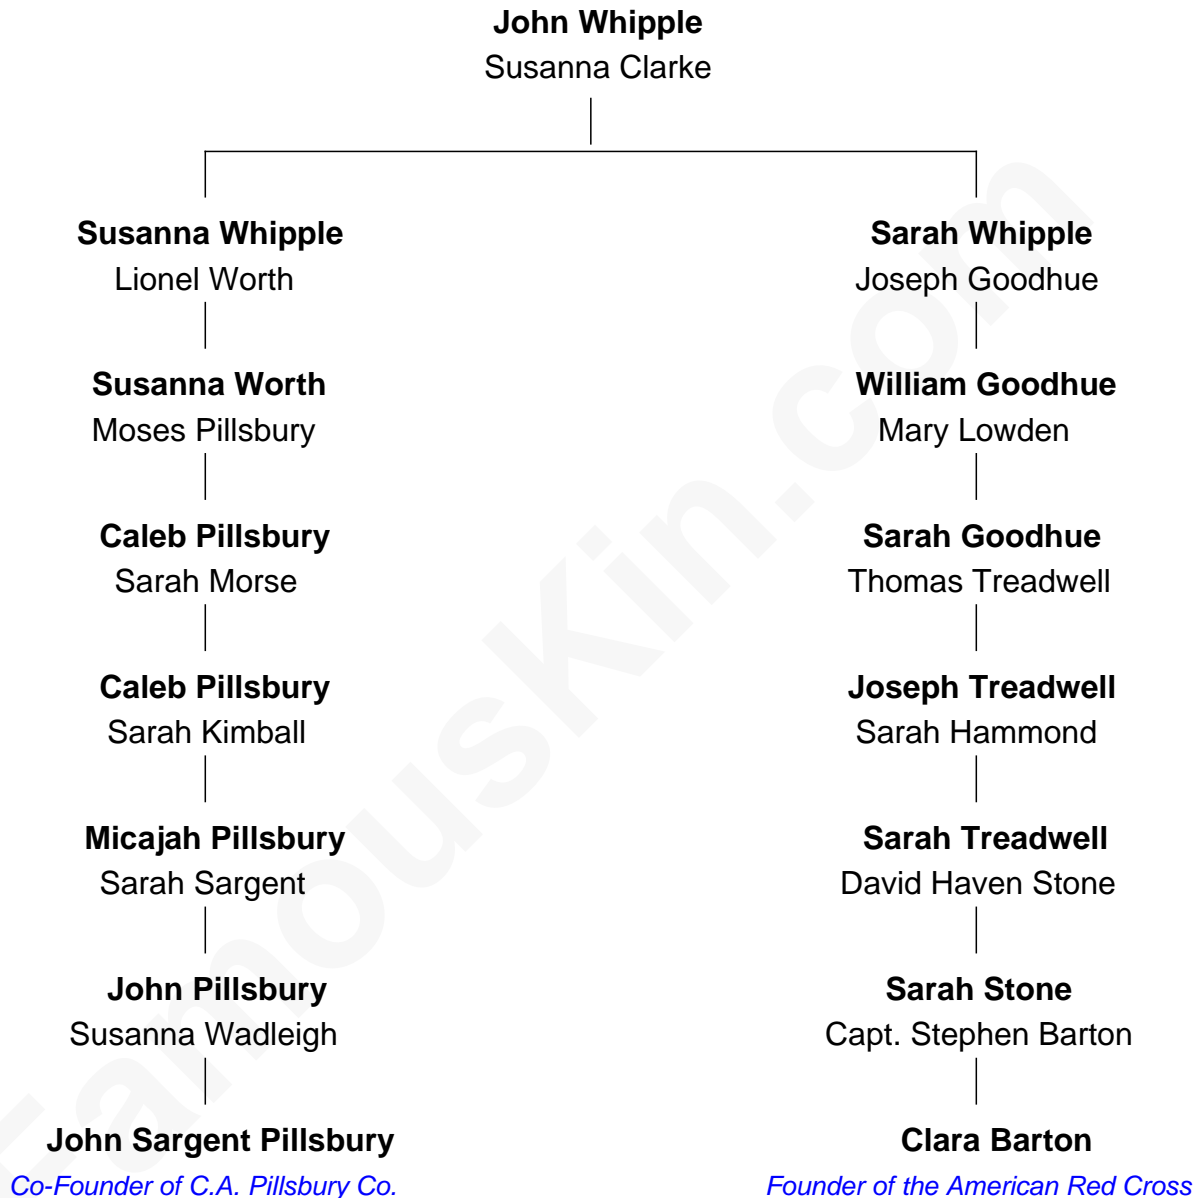 John Whipple
Susanna Clarke
Susanna Whipple
Lionel Worth
Sarah Whipple
Joseph Goodhue
Susanna Worth
Moses Pillsbury
William Goodhue
Mary Lowden
Caleb Pillsbury
Sarah Morse
Sarah Goodhue
Thomas Treadwell
Caleb Pillsbury
Sarah Kimball
Joseph Treadwell
Sarah Hammond
Micajah Pillsbury
Sarah Sargent
Sarah Treadwell
David Haven Stone
John Pillsbury
Susanna Wadleigh
Sarah Stone
Capt. Stephen Barton
John Sargent Pillsbury
Co-Founder of C.A. Pillsbury Co.
Clara Barton
Founder of the American Red Cross
FamousKin.com